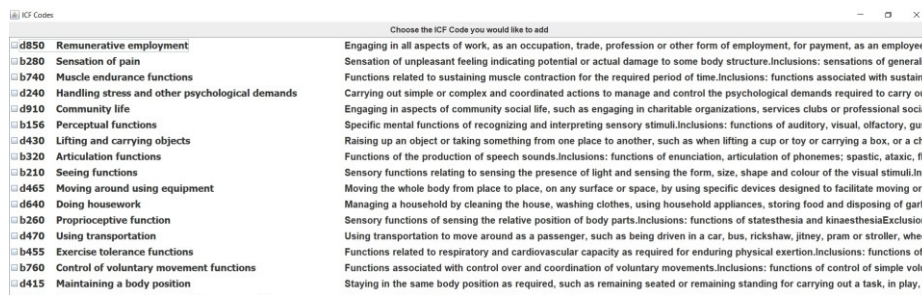 ICF Codes
Choose the ICF Code you would like to add
d850 Remunerative employment Engaging in all aspects of work, as an occupation, trade, profession or other form of employment, for payment, as an employee
b280 Sensation of pain Sensation of unpleasant feeling indicating potential or actual damage to some body structure.Inclusions: sensations of general
b740 Muscle endurance functions Functions related to sustaining muscle contraction for the required period of time.Inclusions: functions associated with sustain
d240 Handling stress and other psychological demands Carrying out simple or complex and coordinated actions to manage and control the psychological demands required to carry ou
d910 Community life Engaging in aspects of community social life, such as engaging in charitable organizations, services clubs or professional soci
b156 Perceptual functions Specific mental functions of recognizing and interpreting sensory stimuli.Inclusions: functions of auditory, visual, olfactory, gu
d430 Lifting and carrying objects Raising up an object or taking something from one place to another, such as when lifting a cup or toy or carrying a box, or a ch
b320 Articulation functions Functions of the production of speech sounds.Inclusions: functions of enunciation, articulation of phonemes; spastic, ataxic, fl
b210 Seeing functions Sensory functions relating to sensing the presence of light and sensing the form, size, shape and colour of the visual stimuli.In
d465 Moving around using equipment Moving the whole body from place to place, on any surface or space, by using specific devices designed to facilitate moving or
d640 Doing housework Managing a household by cleaning the house, washing clothes, using household appliances, storing food and disposing of gar
b260 Proprioceptive function Sensory functions of sensing the relative position of body parts.Inclusions: functions of statesthesia and kinaesthesiaExclusion
d470 Using transportation Using transportation to move around as a passenger, such as being driven in a car, bus, rickshaw, jitney, pram or stroller, whe
b455 Exercise tolerance functions Functions related to respiratory and cardiovascular capacity as required for enduring physical exertion.Inclusions: functions of
b760 Control of voluntary movement functions Functions associated with control over and coordination of voluntary movements.Inclusions: functions of control of simple vol
d415 Maintaining a body position Staying in the same body position as required, such as remaining seated or remaining standing for carrying out a task, in play,